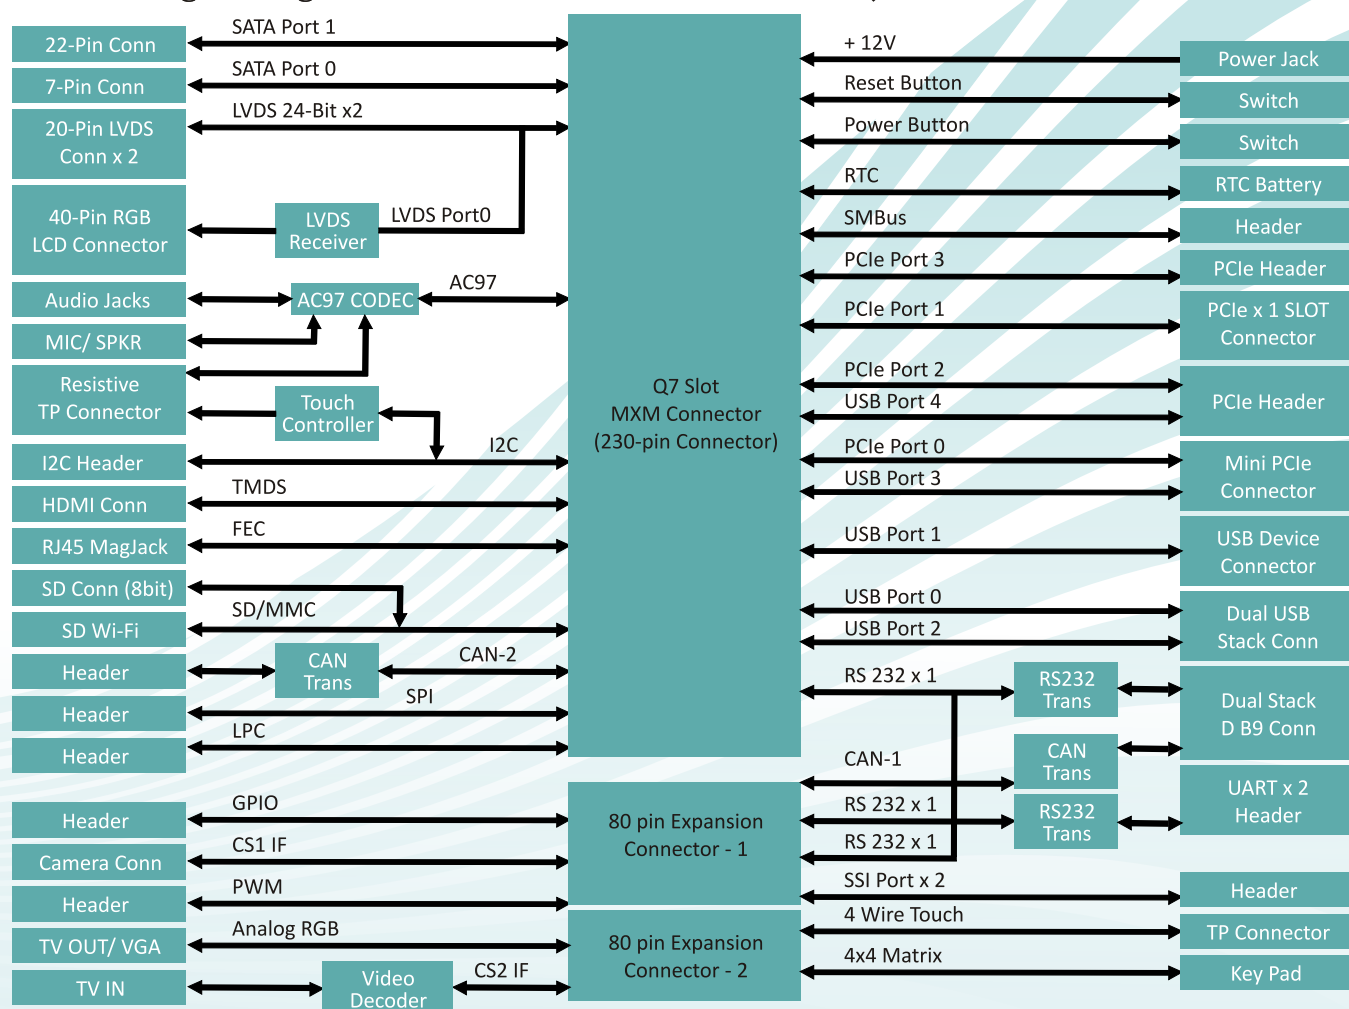 SATA Port 1
22-Pin Conn
SATA Port 0
7-Pin Conn
LVDS 24-Bit x2
20-Pin LVDS
Conn x 2
40-Pin RGB
LCD Connector
LVDS
Receiver
LVDS Port0
Audio Jacks
AC97 CODEC
AC97
MIC/ SPKR
Resistive
TP Connector
Touch
Controller
I2C
I2C Header
TMDS
HDMI Conn
FEC
RJ45 MagJack
SD Conn (8bit)
SD/MMC
SD Wi-Fi
Header
CAN
Trans
CAN-2
SPI
Header
LPC
Header
GPIO
Header
CS1 IF
Camera Conn
PWM
Header
Analog RGB
TV OUT/ VGA
TV IN
Video
Decoder
CS2 IF
Q7 Slot
MXM Connector
(230-pin Connector)
80 pin Expansion
Connector - 1
80 pin Expansion
Connector - 2
+ 12V
Power Jack
Reset Button
Switch
Power Button
Switch
RTC
RTC Battery
SMBus
Header
PCIe Port 3
PCIe Header
PCIe Port 1
PCIe x 1 SLOT
Connector
PCIe Port 2
USB Port 4
PCIe Header
PCIe Port 0
USB Port 3
Mini PCIe
Connector
USB Port 1
USB Device
Connector
USB Port 0
USB Port 2
Dual USB
Stack Conn
RS 232 x 1
RS232
Trans
Dual Stack
D B9 Conn
CAN-1
CAN
Trans
RS 232 x 1
RS232
Trans
UART x 2
Header
RS 232 x 1
SSI Port x 2
Header
4 Wire Touch
TP Connector
4x4 Matrix
Key Pad